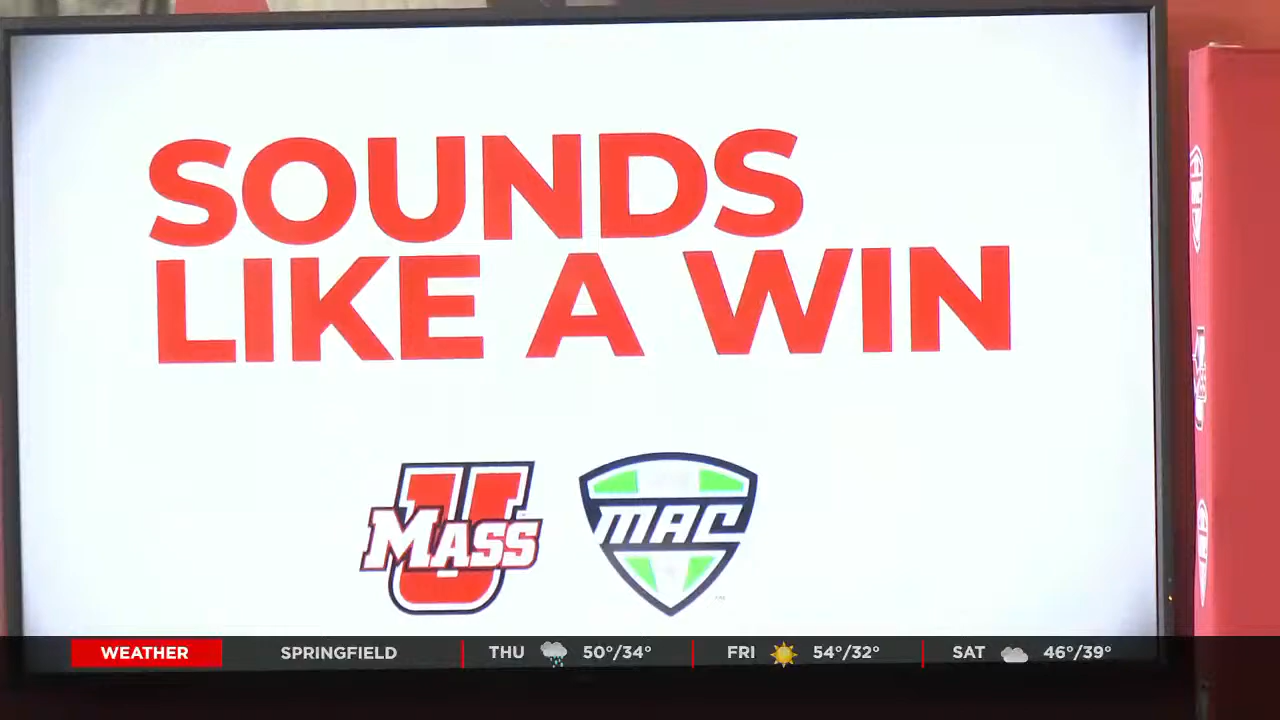 SOUNDS
LIKE A WIN
U
MASS
MAC
WEATHER SPRINGFIELD THU 50°/34° FRI 54°/32° SAT 46°/39°